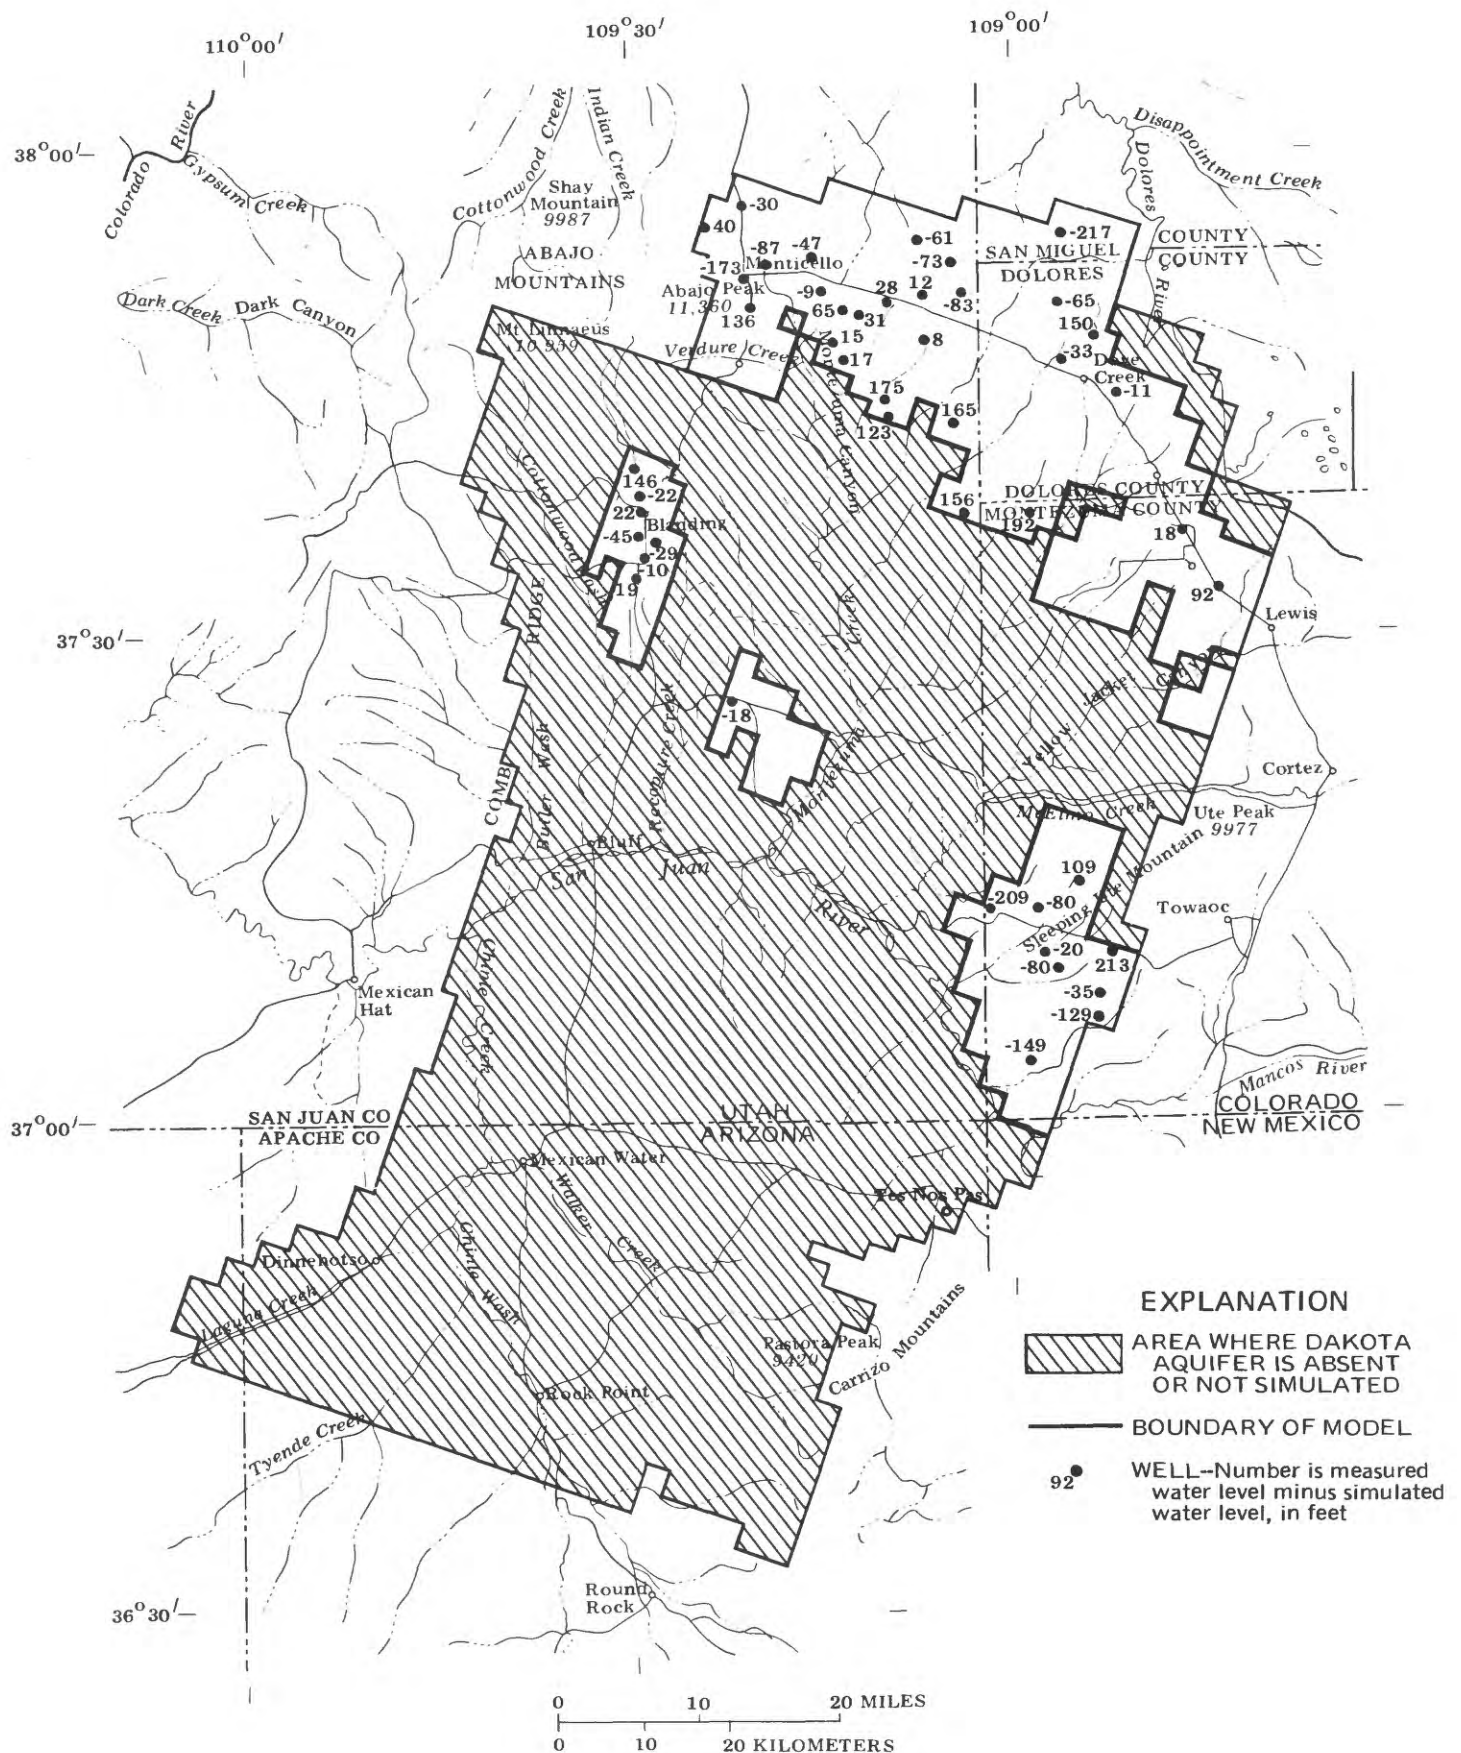 110°00'
109°30'
109°00'
38°00'
Colorado River
Gypsum Creek
Cottonwood Creek
Indian Creek
Shay
Mountain
9987
ABAJO
MOUNTAINS
Dark Creek
Dark Canyon
Disappointment Creek
Dolores
River
SAN MIGUEL COUNTY
DOLORES COUNTY
-30
40
-87
-47
-61
-73
-217
-173
Monticello
Abajo Peak
11,360
136
-9
65
31
28
12
-83
-65
150
-33
Dove
Creek
-11
Mt Linnaeus
10 959
Verdure Creek
15
17
8
175
123
165
Montezuma Canyon
Creek
DOLORES COUNTY
MONTEZUMA COUNTY
156
192
18
92
Lewis
Cottonwood Wash
146
-22
22
Blanding
-45
-29
-10
19
37°30'
COMB RIDGE
Butler Wash
Recapture Creek
-18
Montezuma
Yellow Jacket Canyon
Cortez
McElmo Creek
Ute Peak
9977
Bluff
San Juan River
109
-209
-80
Sleeping Ute Mountain
Towaoc
-20
-80
213
-35
-129
-149
Mexican
Hat
Chinle Creek
Mancos River
37°00'
SAN JUAN CO
APACHE CO
UTAH
ARIZONA
COLORADO
NEW MEXICO
Mexican Water
Walker Creek
Tes Nos Pas
Dinnehotso
Chinle Wash
Laguna Creek
Pastora Peak
9420
Carrizo Mountains
Rock Point
Tyende Creek
Round
Rock
36°30'
EXPLANATION
AREA WHERE DAKOTA
AQUIFER IS ABSENT
OR NOT SIMULATED
BOUNDARY OF MODEL
92
WELL--Number is measured
water level minus simulated
water level, in feet
0 10 20 MILES
0 10 20 KILOMETERS